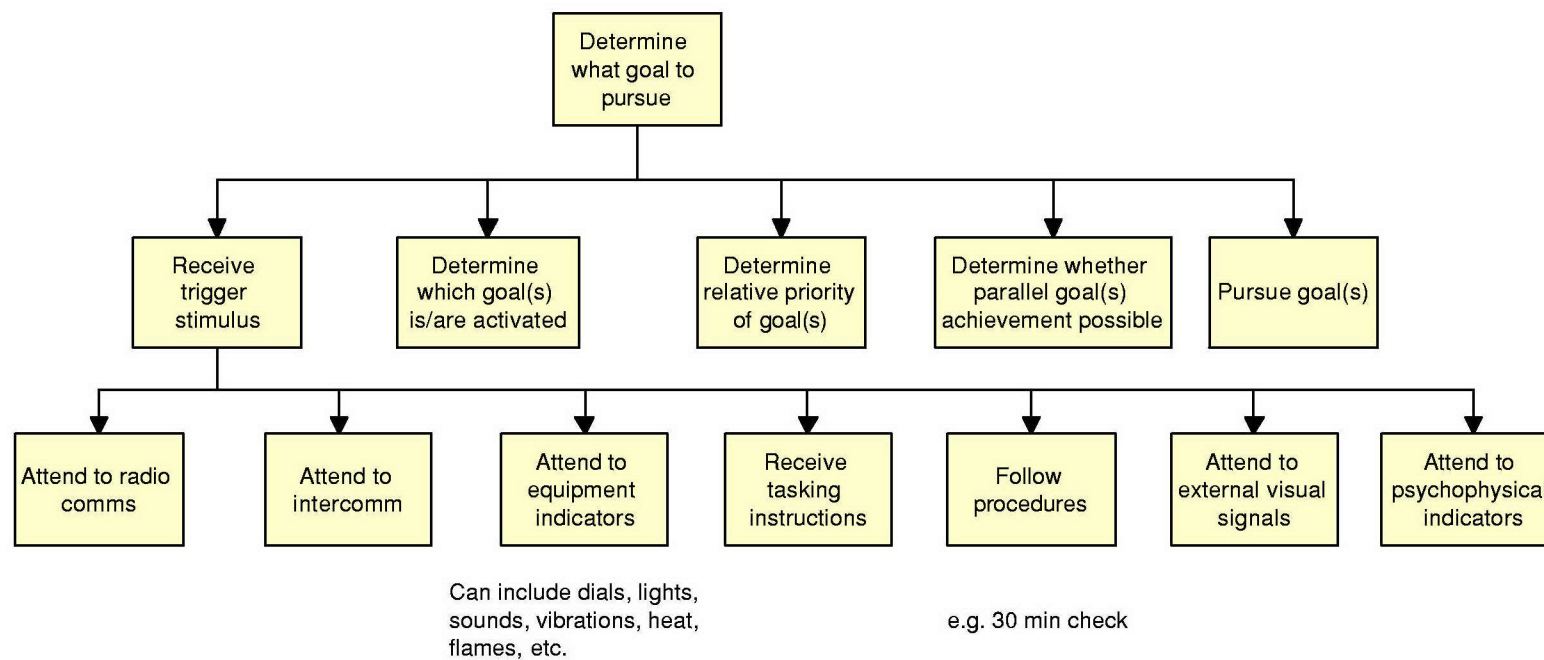 Determine
what goal to
pursue
Receive
trigger
stimulus
Determine
which goal(s)
is/are activated
Determine
relative priority
of goal(s)
Determine whether
parallel goal(s)
achievement possible
Pursue goal(s)
Attend to radio
comms
Attend to
intercomm
Attend to
equipment
indicators
Receive
tasking
instructions
Follow
procedures
Attend to
external visual
signals
Attend to
psychophysica
indicators
Can include dials, lights,
sounds, vibrations, heat,
flames, etc.
e.g. 30 min check